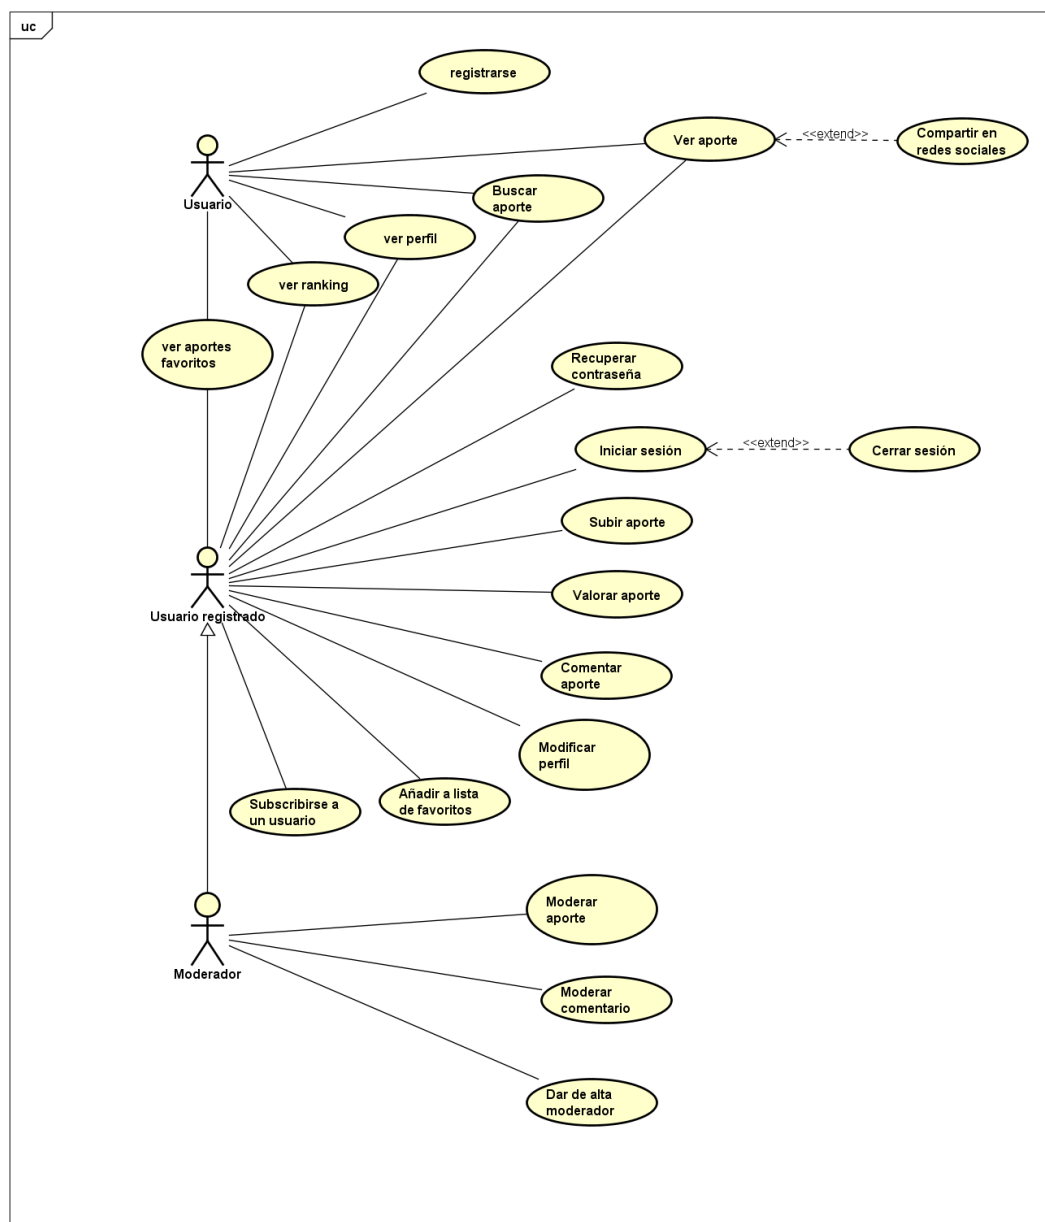 uc
registrarse
Ver aporte
<<extend>>
Compartir en
redes sociales
Usuario
Buscar
aporte
ver perfil
ver ranking
ver aportes
favoritos
Recuperar
contraseña
Iniciar sesión
<<extend>>
Cerrar sesión
Subir aporte
Valorar aporte
Usuario registrado
Comentar
aporte
Modificar
perfil
Añadir a lista
de favoritos
Subscribirse a
un usuario
Moderar
aporte
Moderador
Moderar
comentario
Dar de alta
moderador